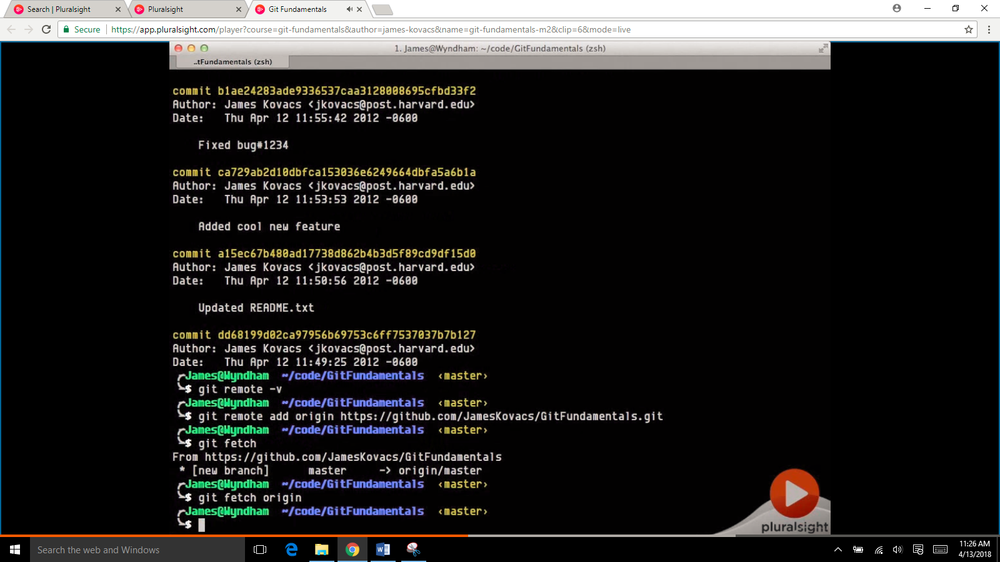 Search | Pluralsight
Pluralsight
Git Fundamentals
Secure
https://app.pluralsight.com/player?course=git-fundamentals&author=james-kovacs&name=git-fundamentals-m2&clip=6&mode=live
1. James@Wyndham: ~/code/GitFundamentals (zsh)
..tFundamentals (zsh)
commit b1ae24283ade9336537caa3128008695cfbd33f2
Author: James Kovacs <jkovacs@post.harvard.edu>
Date:   Thu Apr 12 11:55:42 2012 -0600
Fixed bug#1234
commit ca729ab2d10dbfca153036e6249664dbfa5a6b1a
Author: James Kovacs <jkovacs@post.harvard.edu>
Date:   Thu Apr 12 11:53:53 2012 -0600
Added cool new feature
commit a15ec67b480ad17738d862b4b3d5f89cd9df15d0
Author: James Kovacs <jkovacs@post.harvard.edu>
Date:   Thu Apr 12 11:50:56 2012 -0600
Updated README.txt
commit dd68199d02ca97956b69753c6ff7537037b7b127
Author: James Kovacs <jkovacs@post.harvard.edu>
Date:   Thu Apr 12 11:49:25 2012 -0600
James@Wyndham  ~/code/GitFundamentals  ‹master›
$ git remote -v
James@Wyndham  ~/code/GitFundamentals  ‹master›
$ git remote add origin https://github.com/JamesKovacs/GitFundamentals.git
James@Wyndham  ~/code/GitFundamentals  ‹master›
$ git fetch
From https://github.com/JamesKovacs/GitFundamentals
* [new branch]      master     -> origin/master
James@Wyndham  ~/code/GitFundamentals  ‹master›
$ git fetch origin
James@Wyndham  ~/code/GitFundamentals  ‹master›
$
pluralsight
Search the web and Windows
11:26 AM
4/13/2018